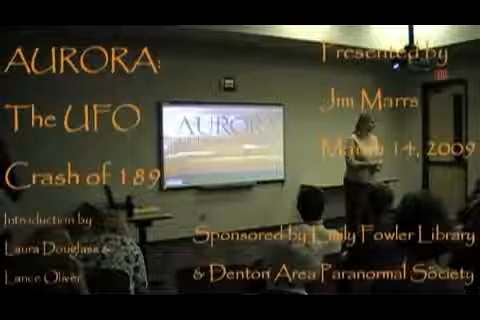 AURORA:
The UFO
Crash of 189
Introduction by
Laura Douglass &
Lance Oliver
Presented by
Jim Marrs
March 14, 2009
Sponsored by Emily Fowler Library
& Denton Area Paranormal Society
AURORA